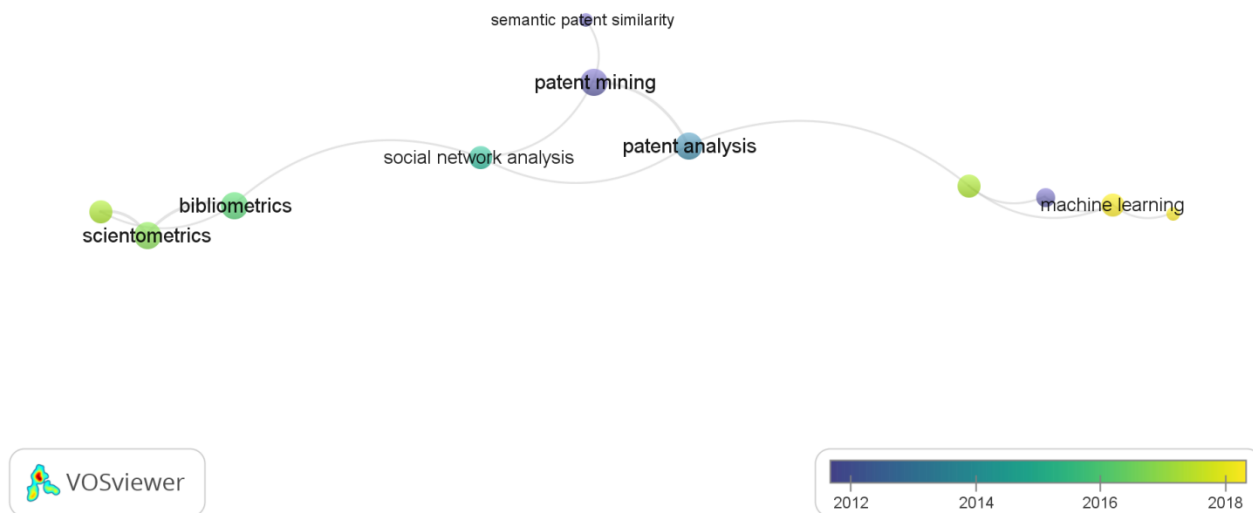 semantic patent similarity
patent mining
patent analysis
social network analysis
bibliometrics
machine learning
scientometrics
VOSviewer
2012 2014 2016 2018